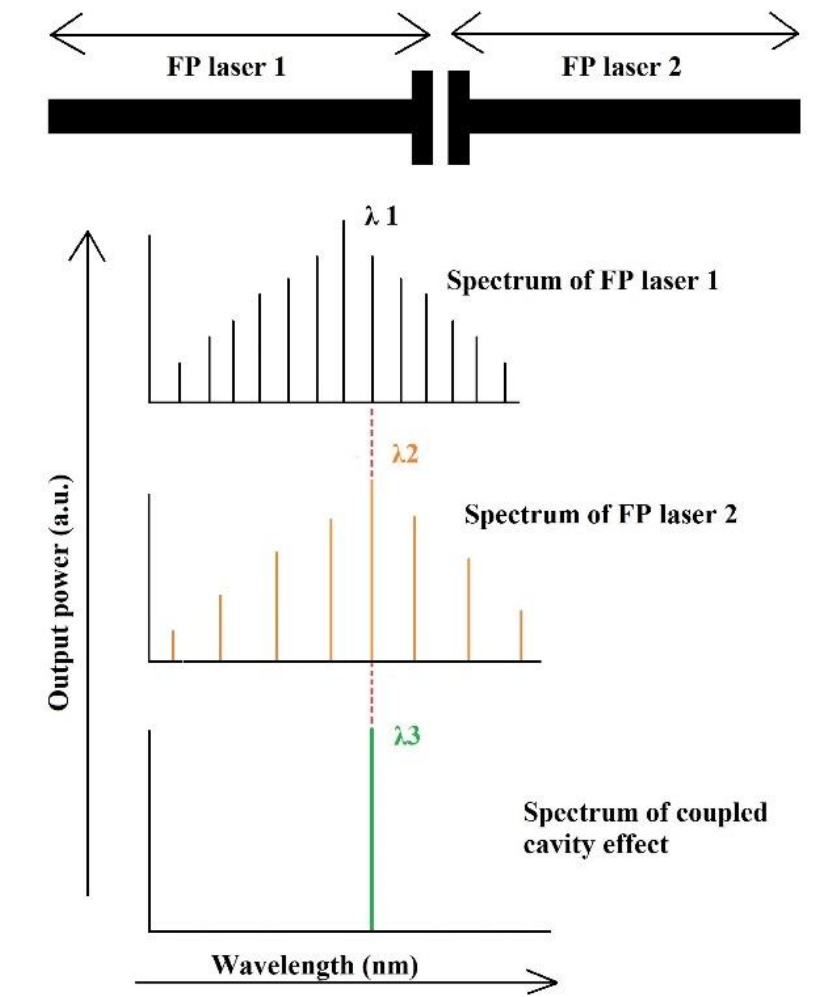 FP laser 1
FP laser 2
λ 1
Spectrum of FP laser 1
λ2
Spectrum of FP laser 2
Output power (a.u.)
λ3
Spectrum of coupled
cavity effect
Wavelength (nm)